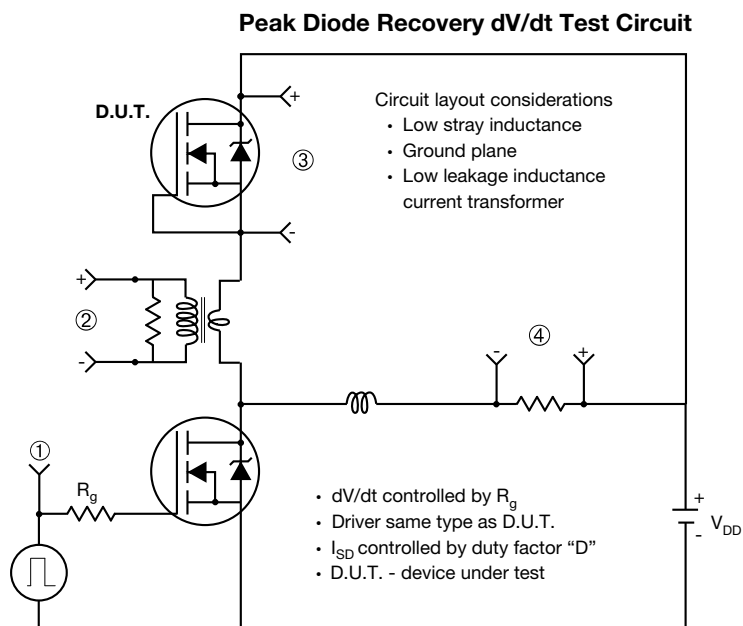 Peak Diode Recovery dV/dt Test Circuit
D.U.T.
+
-
③
Circuit layout considerations
• Low stray inductance
• Ground plane
• Low leakage inductance
current transformer
+
②
-
-
④
+
①
Rg
• dV/dt controlled by Rg
• Driver same type as D.U.T.
• ISD controlled by duty factor “D”
• D.U.T. - device under test
+
-
VDD